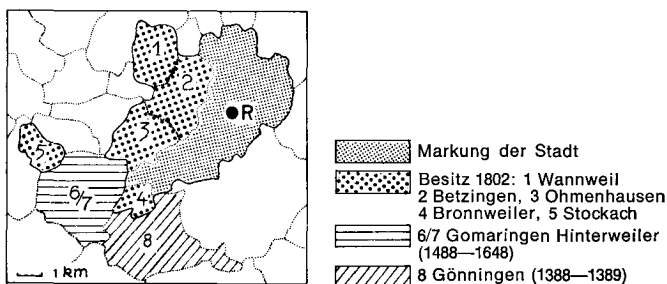 1
2
R
3
5
6/7
4
8
1 km
Markung der Stadt
Besitz 1802: 1 Wannweil
2 Betzingen, 3 Ohmenhausen
4 Bronnweiler, 5 Stockach
6/7 Gomaringen Hinterweiler
(1488—1648)
8 Gönningen (1388—1389)